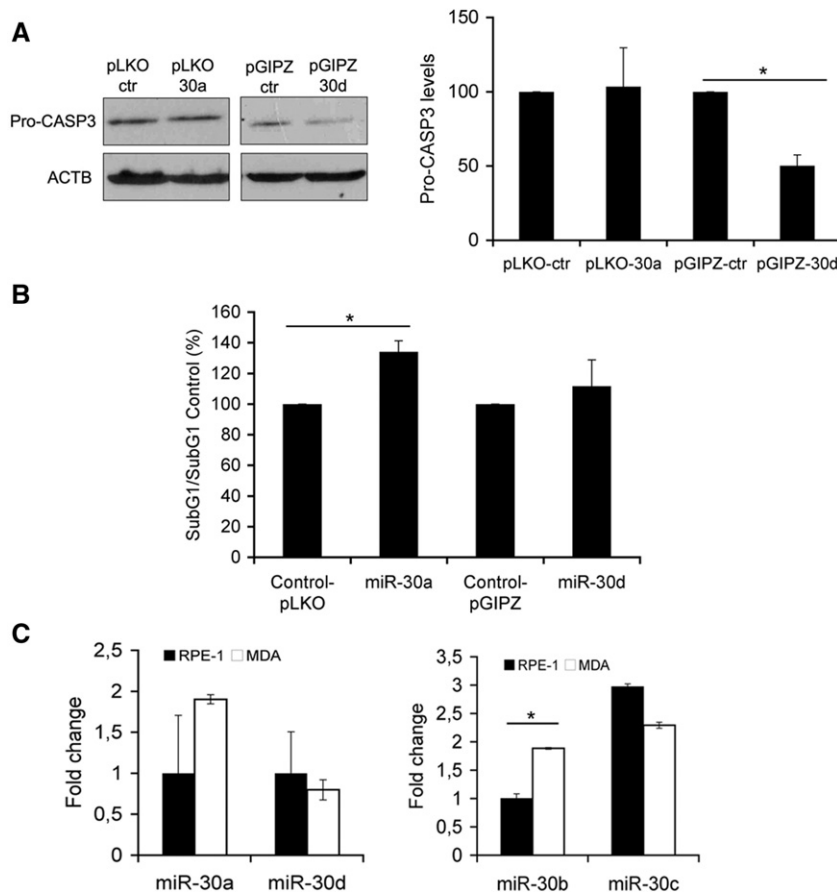 A
pLKO ctr
pLKO 30a
pGIPZ ctr
pGIPZ 30d
Pro-CASP3
ACTB
Pro-CASP3 levels
150
100
50
0
*
pLKO-ctr
pLKO-30a
pGIPZ-ctr
pGIPZ-30d
B
SubG1/SubG1 Control (%)
160
140
120
100
80
60
40
20
0
*
Control-
pLKO
miR-30a
Control-
pGIPZ
miR-30d
C
RPE-1 MDA
Fold change
2,5
2
1,5
1
0,5
0
miR-30a
miR-30d
RPE-1 MDA
Fold change
3,5
3
2,5
2
1,5
1
0,5
0
*
miR-30b
miR-30c